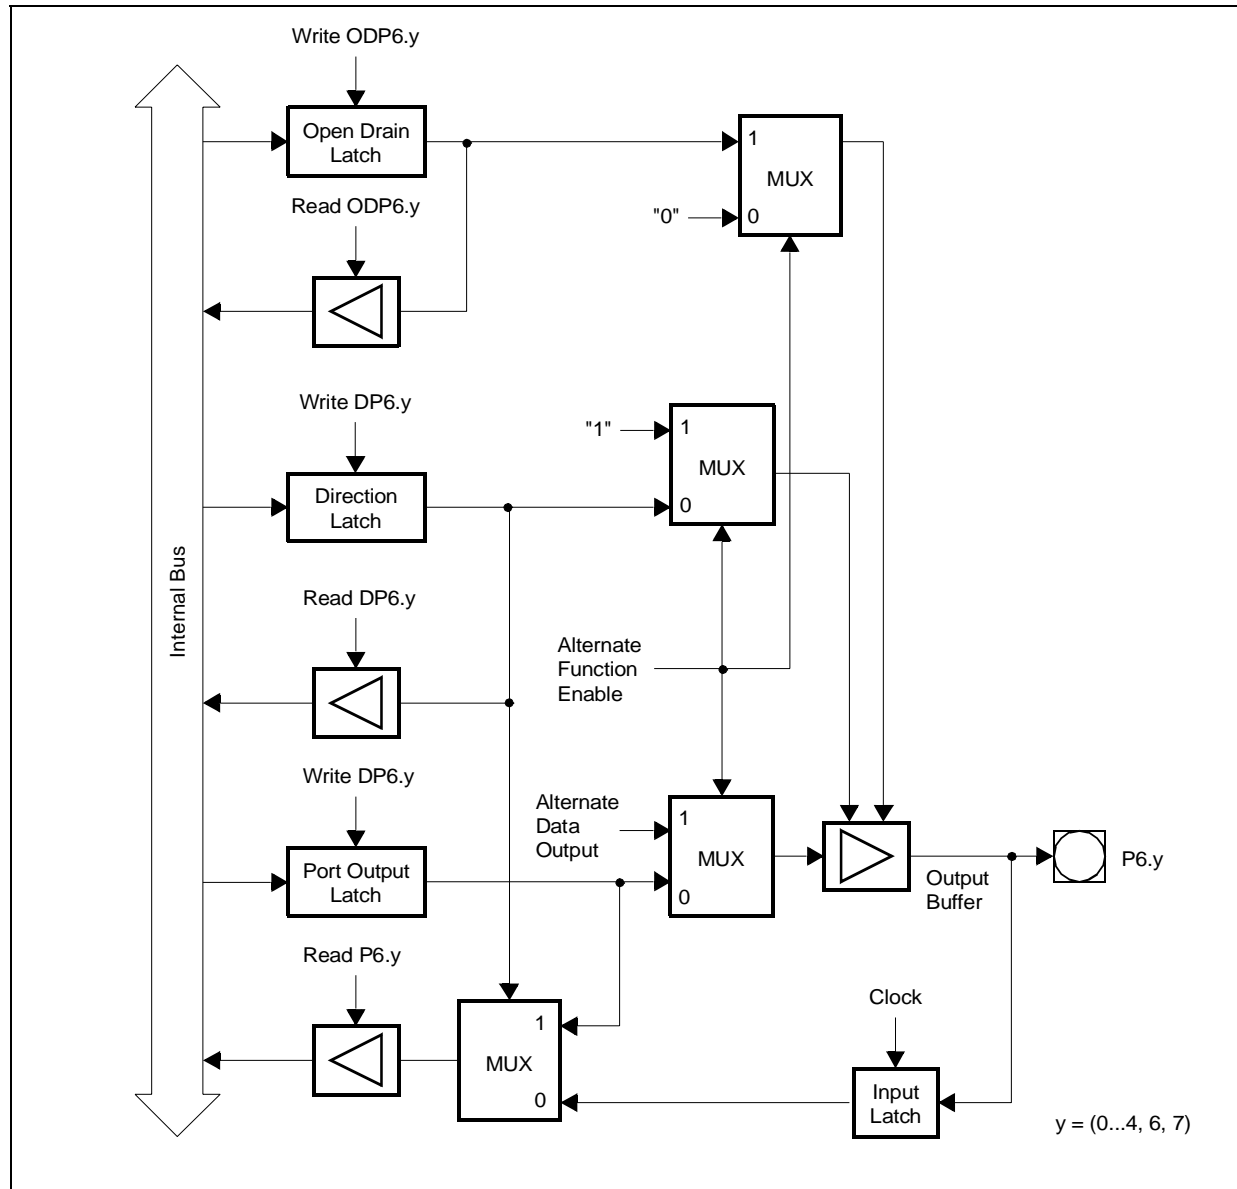 Write ODP6.y
Open Drain
Latch
1
MUX
"0"
0
Read ODP6.y
Write DP6.y
"1"
1
MUX
Direction
Latch
0
Internal Bus
Read DP6.y
Alternate
Function
Enable
Write DP6.y
Alternate
Data
Output
1
MUX
0
Port Output
Latch
Output
Buffer
P6.y
Read P6.y
1
MUX
0
Clock
Input
Latch
y = (0...4, 6, 7)